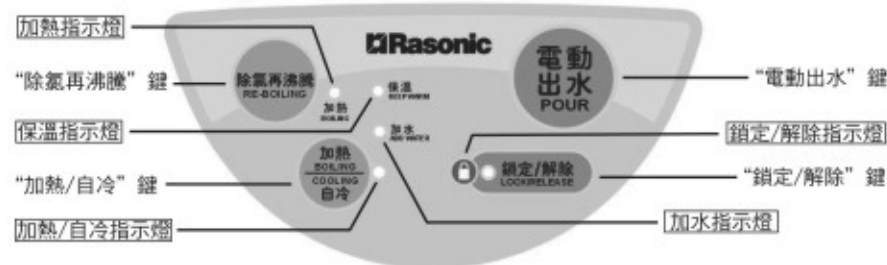 加熱指示燈
“除氯再沸騰” 鍵
保溫指示燈
“加熱/自冷” 鍵
加熱/自冷指示燈
Rasonic
除氯再沸騰
RE-BOILING
加熱
BOILING
保溫
KEEP WARM
加水
ADD WATER
加熱
BOILING
COOLING
自冷
電動
出水
POUR
鎖定/解除
LOCK/RELEASE
“電動出水” 鍵
鎖定/解除指示燈
“鎖定/解除” 鍵
加水指示燈